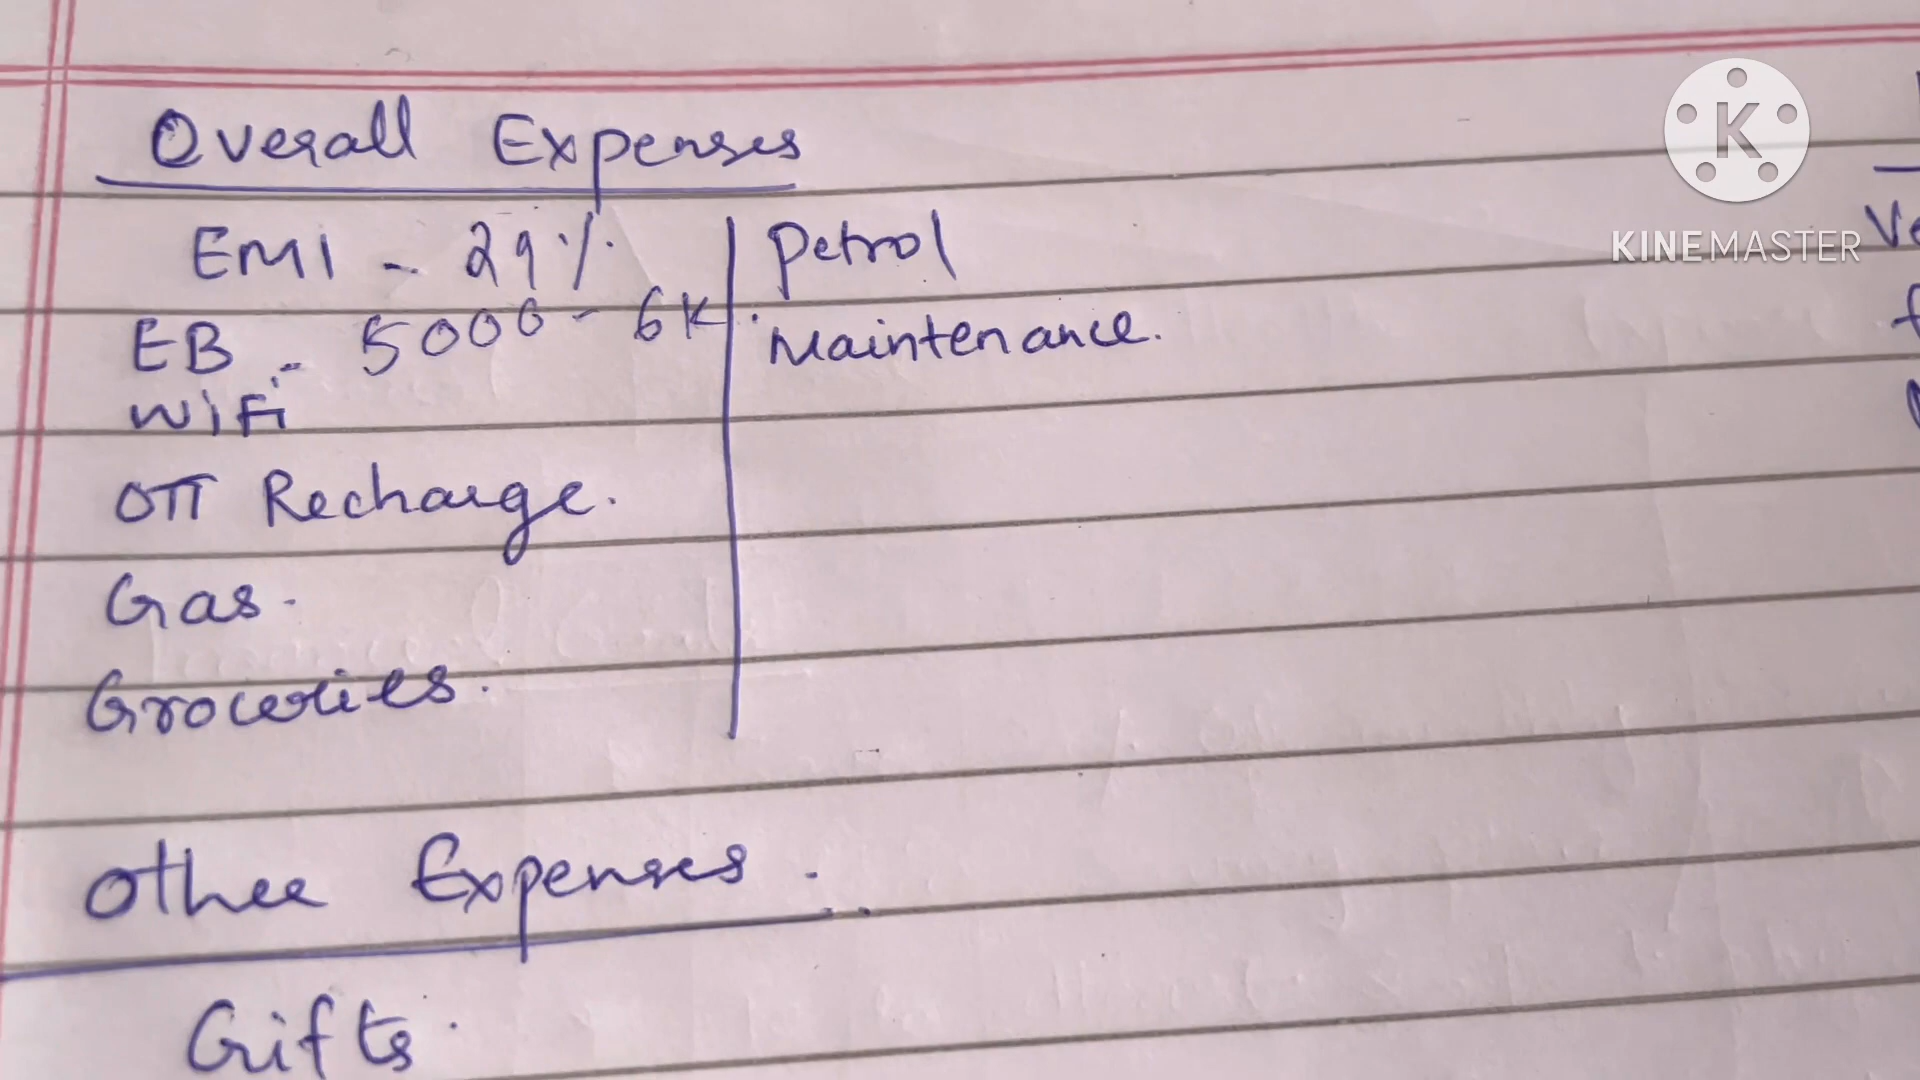 Overall Expenses
EMI - 29%
EB - 5000 - 6K.
WiFi
OTT Recharge.
Gas.
Groceries.
Petrol
Maintenance.
Other Expenses.
Gifts.
KINEMASTER